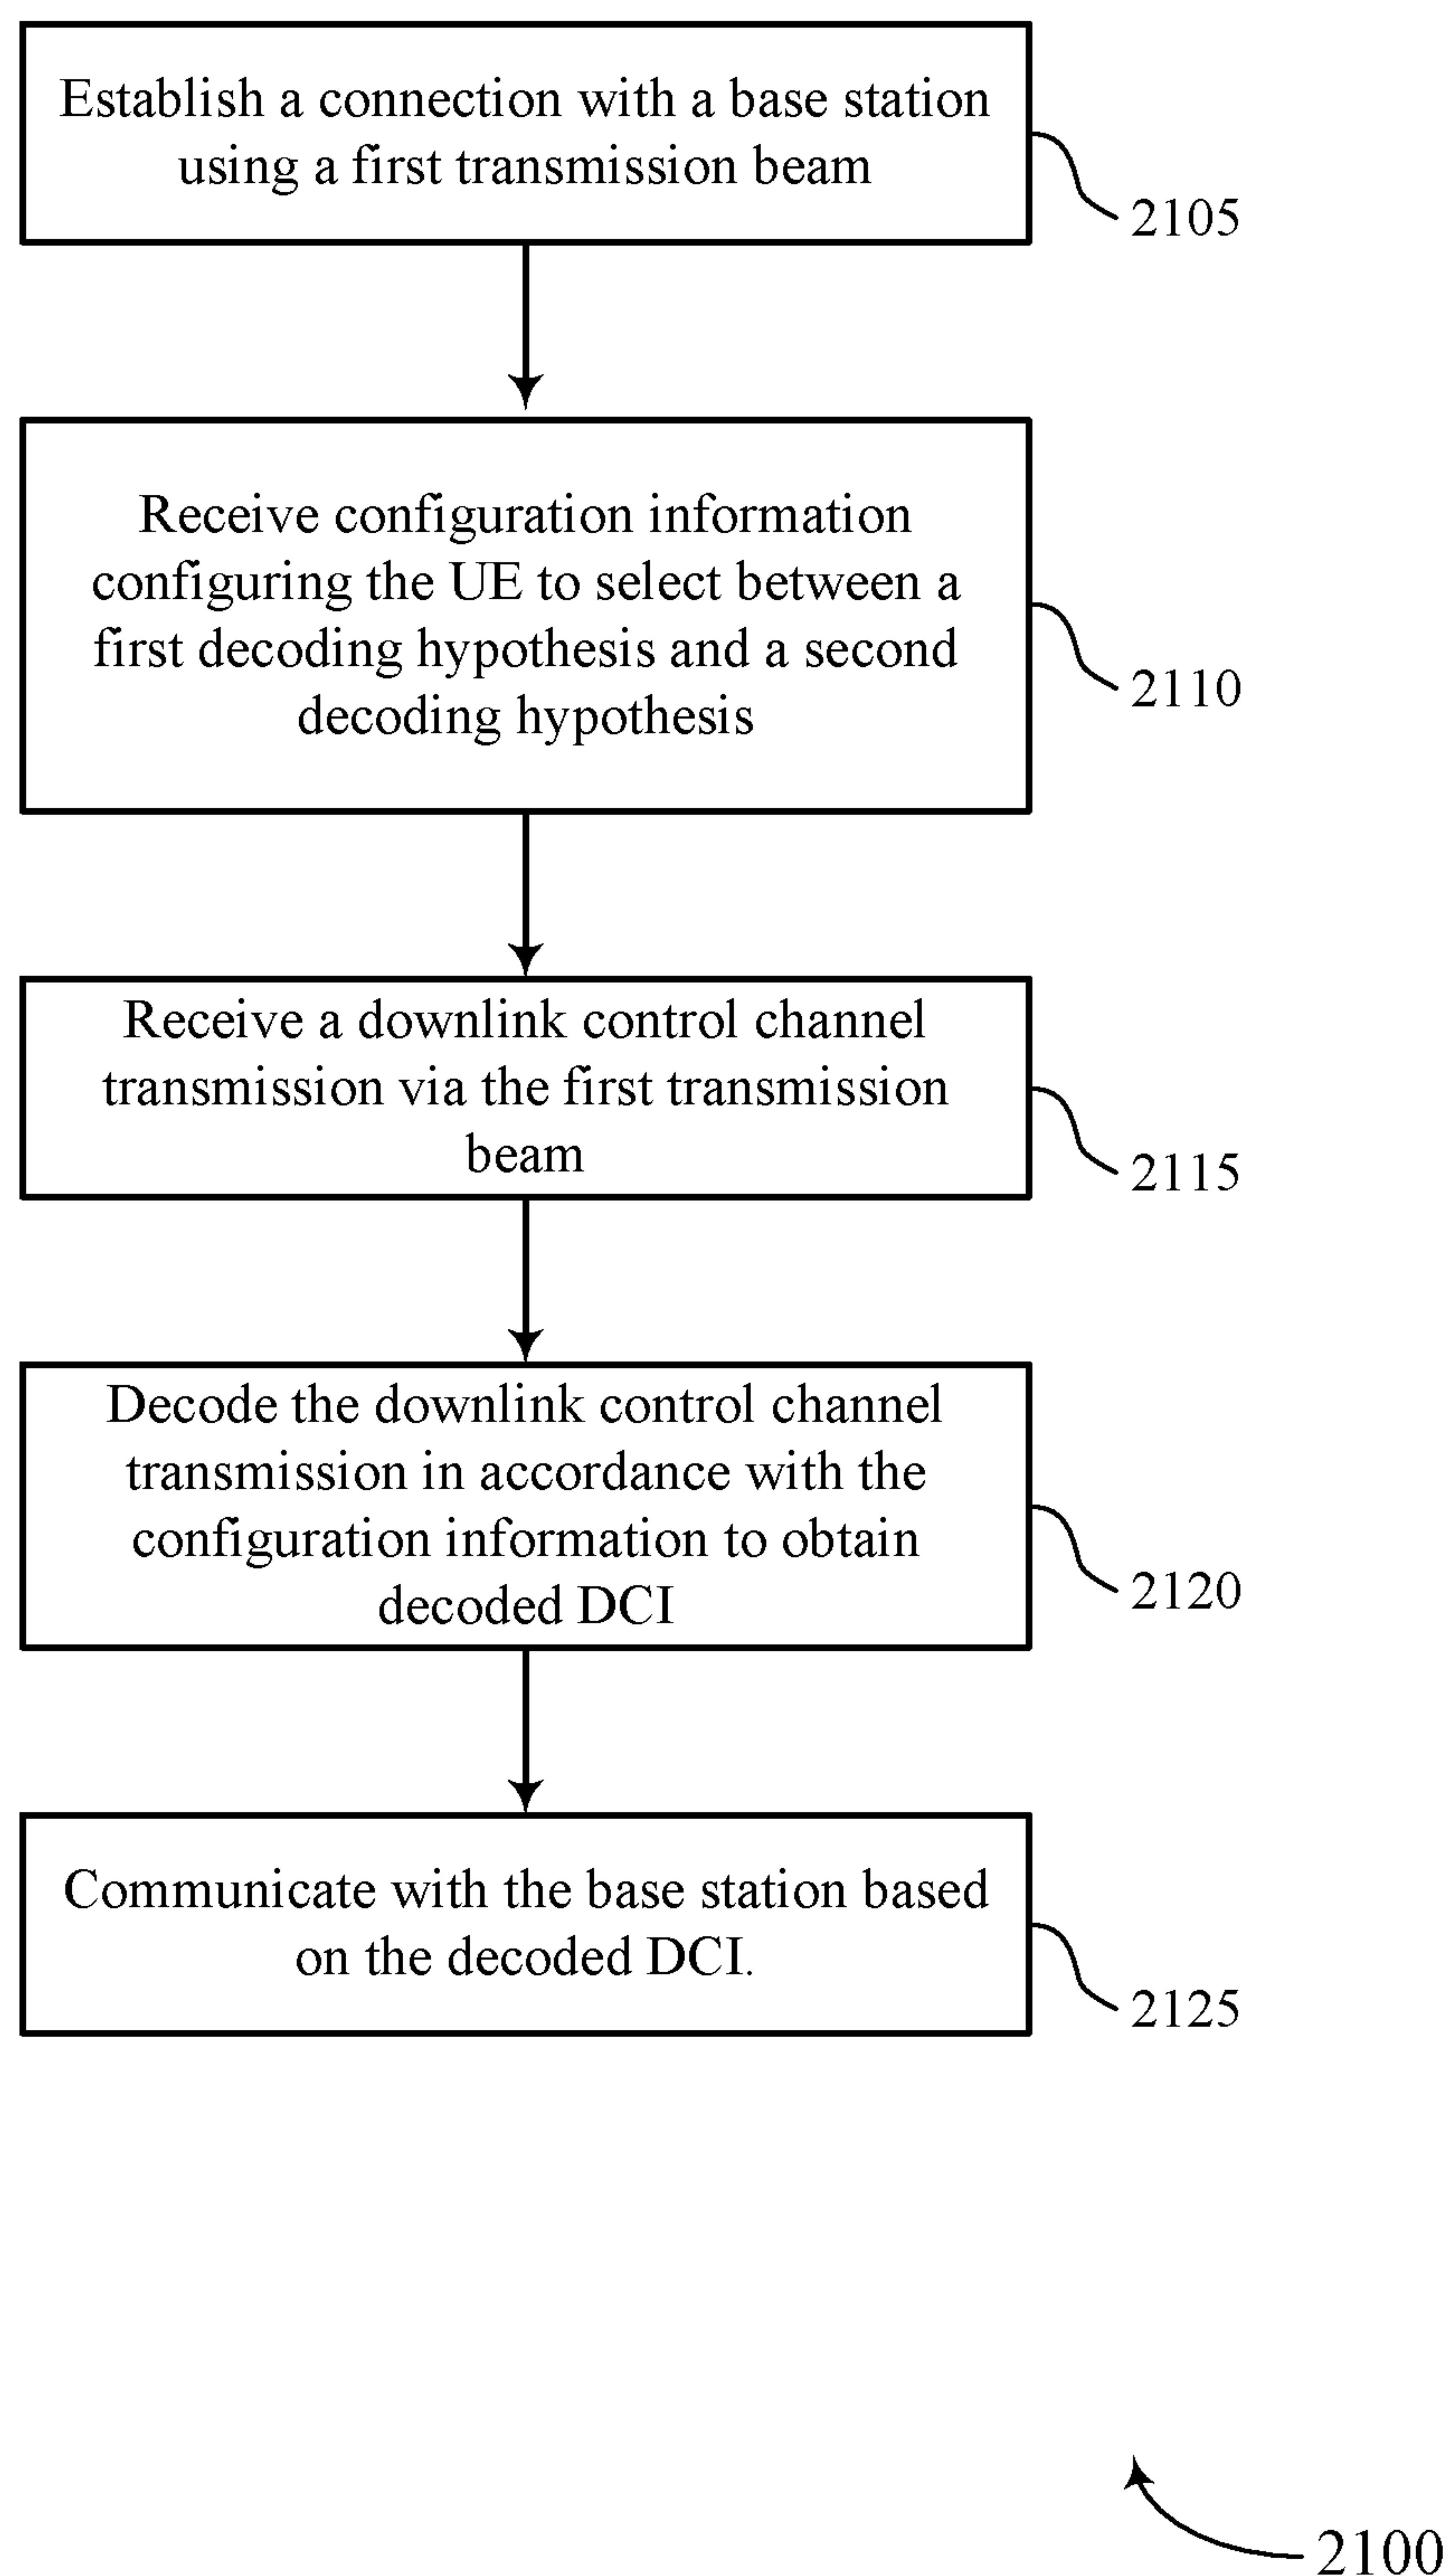 Establish a connection with a base station
using a first transmission beam
2105
Receive configuration information
configuring the UE to select between a
first decoding hypothesis and a second
decoding hypothesis
2110
Receive a downlink control channel
transmission via the first transmission
beam
2115
Decode the downlink control channel
transmission in accordance with the
configuration information to obtain
decoded DCI
2120
Communicate with the base station based
on the decoded DCI.
2125
2100